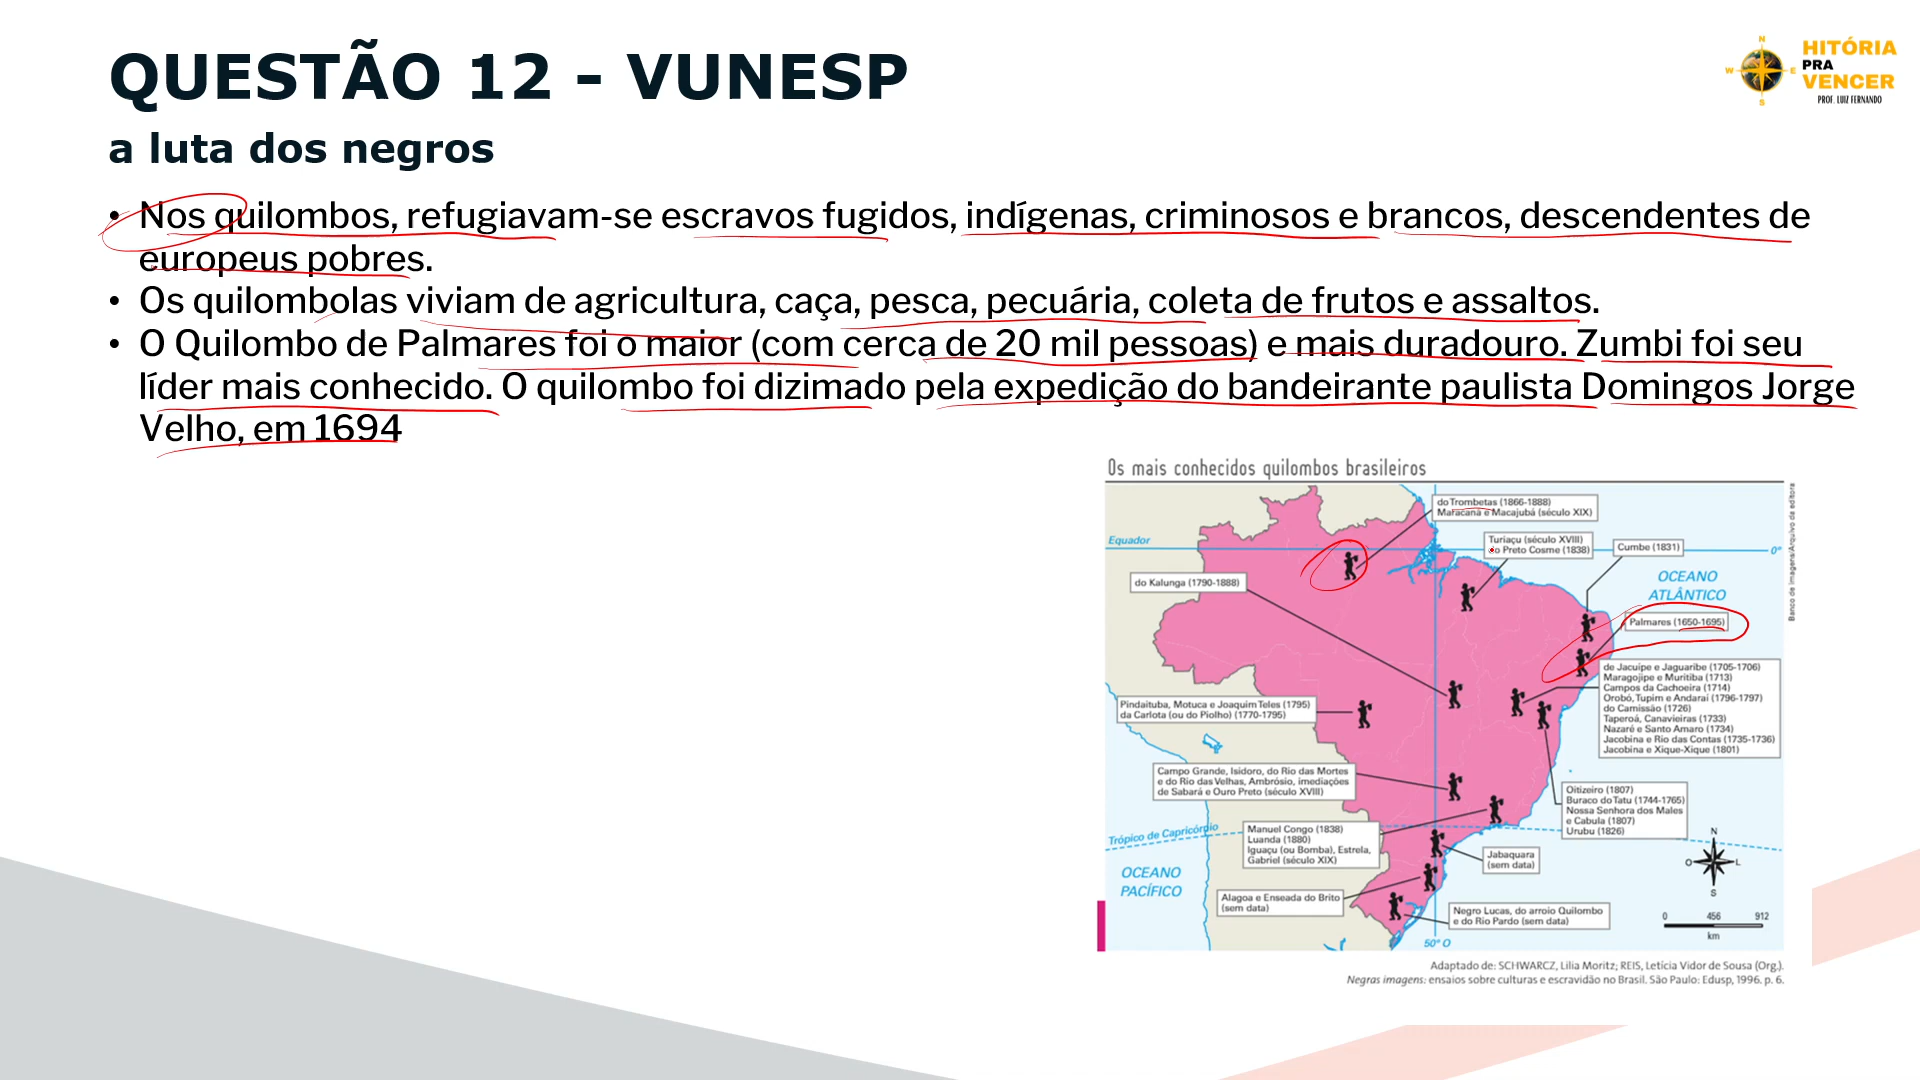 QUESTÃO 12 - VUNESP
HITÓRIA
PRA
VENCER
PROF. LUIZ FERNANDO
N
W
E
S
a luta dos negros
• Nos quilombos, refugiavam-se escravos fugidos, indígenas, criminosos e brancos, descendentes de
europeus pobres.
• Os quilombolas viviam de agricultura, caça, pesca, pecuária, coleta de frutos e assaltos.
• O Quilombo de Palmares foi o maior (com cerca de 20 mil pessoas) e mais duradouro. Zumbi foi seu
líder mais conhecido. O quilombo foi dizimado pela expedição do bandeirante paulista Domingos Jorge
Velho, em 1694
Os mais conhecidos quilombos brasileiros
do Trombetas (1866-1888)
Maracanã e Macajubá (século XIX)
Equador
0°
Turiaçu (século XVIII)
do Preto Cosme (1838)
Cumbe (1831)
OCEANO
ATLÂNTICO
do Kalunga (1790-1888)
Palmares (1650-1695)
de Jacuípe e Jaguaribe (1705-1706)
Maragojipe e Muritiba (1713)
Campos da Cachoeira (1714)
Orobó, Tupim e Andaraí (1796-1797)
do Camissão (1726)
Taperoá, Canavieiras (1733)
Nazaré e Santo Amaro (1734)
Jacobina e Rio das Contas (1735-1736)
Jacobina e Xique-Xique (1801)
Pindaituba, Motuca e Joaquim Teles (1795)
da Carlota (ou do Piolho) (1770-1795)
Campo Grande, Isidoro, do Rio das Mortes
e do Rio das Velhas, Ambrósio, imediações
de Sabará e Ouro Preto (século XVIII)
Oitizeiro (1807)
Buraco do Tatu (1744-1765)
Nossa Senhora dos Males
e Cabula (1807)
Urubu (1826)
Trópico de Capricórnio
Manuel Congo (1838)
Luanda (1880)
Iguaçu (ou Bomba), Estrela,
Gabriel (século XIX)
Jabaquara
(sem data)
N
O
L
S
OCEANO
PACÍFICO
Alagoa e Enseada do Brito
(sem data)
Negro Lucas, do arroio Quilombo
e do Rio Pardo (sem data)
0 456 912
km
50° O
Banco de imagens/Arquivo da editora
Adaptado de: SCHWARCZ, Lilia Moritz; REIS, Letícia Vidor de Sousa (Org.).
Negras imagens: ensaios sobre culturas e escravidão no Brasil. São Paulo: Edusp, 1996. p. 6.